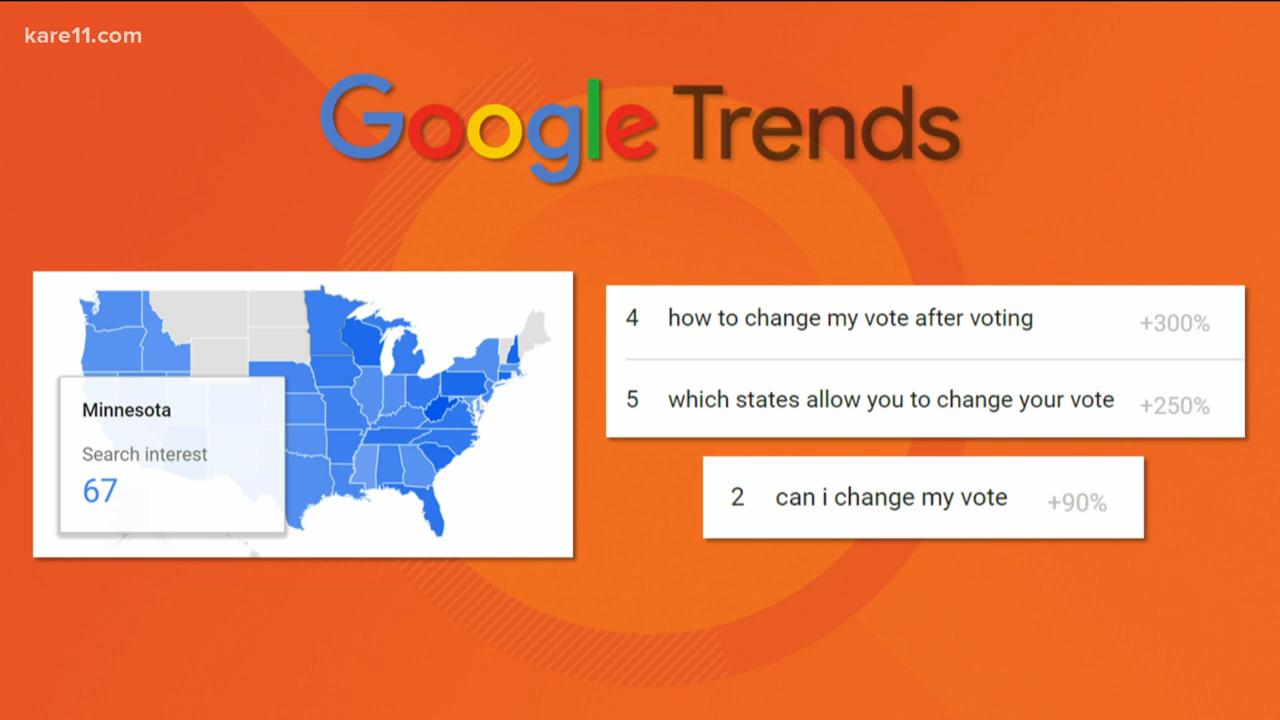 kare11.com
Google Trends
Minnesota
Search interest
67
4 how to change my vote after voting +300%
5 which states allow you to change your vote +250%
2 can i change my vote +90%